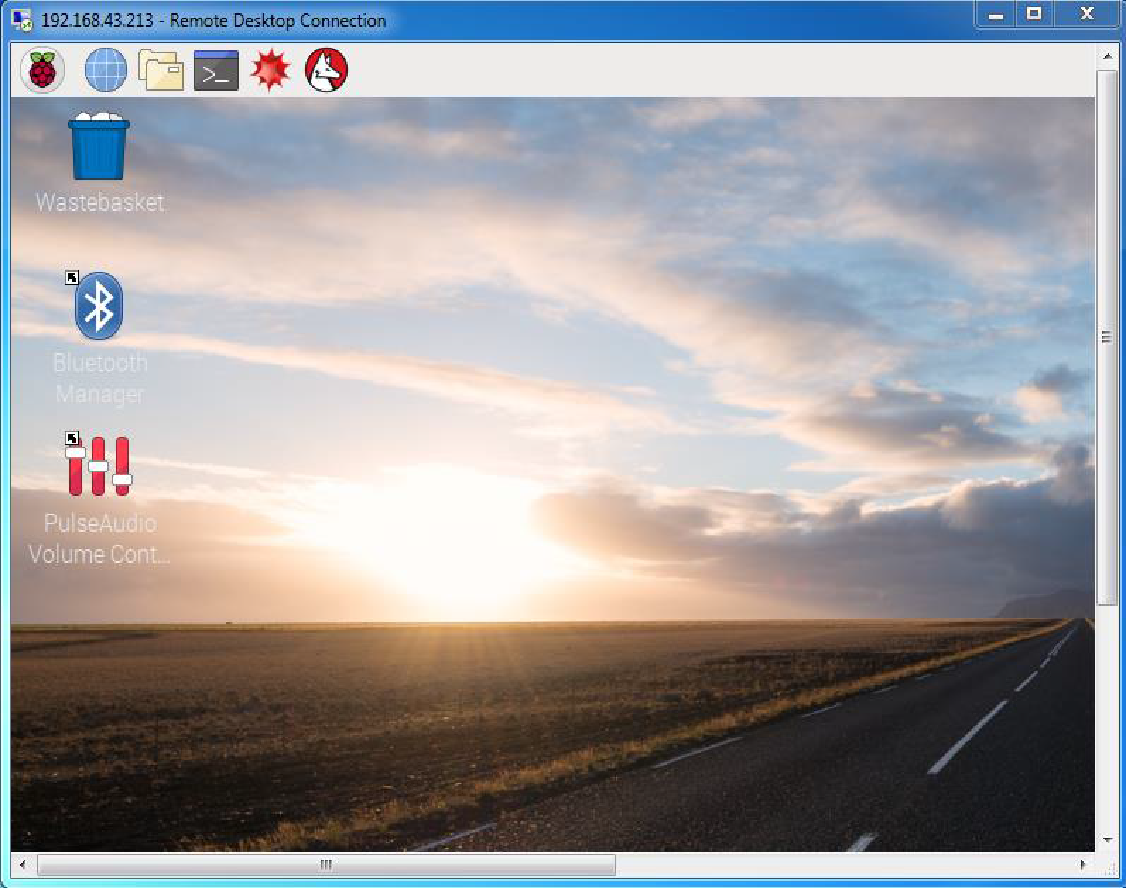 192.168.43.213 - Remote Desktop Connection
>_
Wastebasket
Bluetooth
Manager
PulseAudio
Volume Cont...